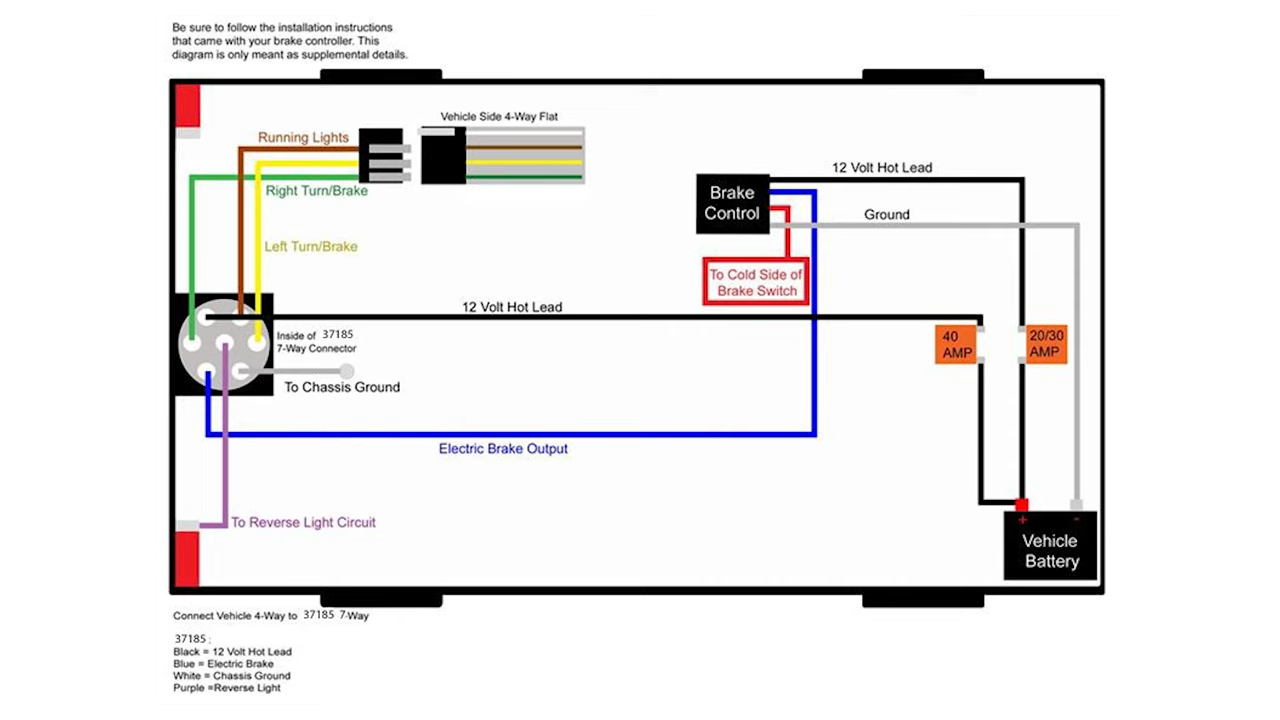 Be sure to follow the installation instructions
that came with your brake controller. This
diagram is only meant as supplemental details.
Vehicle Side 4-Way Flat
Running Lights
Right Turn/Brake
Left Turn/Brake
12 Volt Hot Lead
Brake
Control
Ground
To Cold Side of
Brake Switch
12 Volt Hot Lead
Inside of 37185
7-Way Connector
To Chassis Ground
40
AMP
20/30
AMP
Electric Brake Output
To Reverse Light Circuit
+ -
Vehicle
Battery
Connect Vehicle 4-Way to 37185 7-Way
37185 :
Black = 12 Volt Hot Lead
Blue = Electric Brake
White = Chassis Ground
Purple =Reverse Light